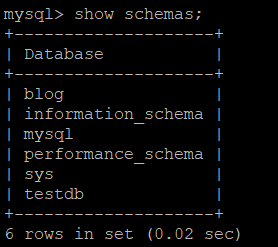 mysql> show schemas;
+--------------------+
| Database           |
+--------------------+
| blog               |
| information_schema |
| mysql              |
| performance_schema |
| sys                |
| testdb             |
+--------------------+
6 rows in set (0.02 sec)